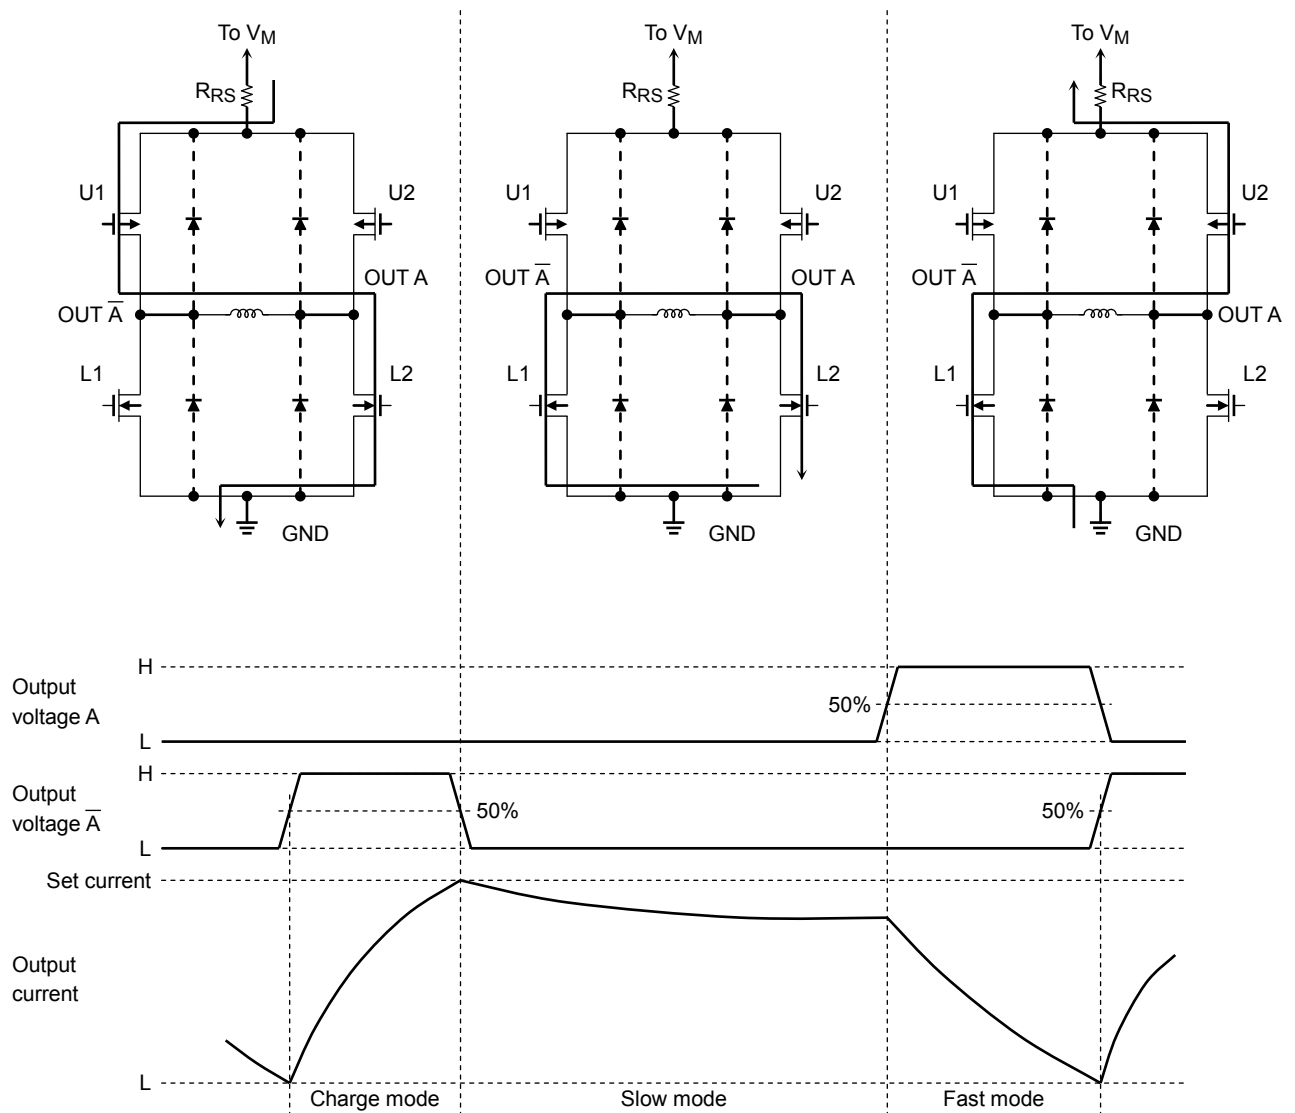 To VM
RRS
U1
U2
OUT A
OUT A̅
L1
L2
GND
To VM
RRS
U1
U2
OUT A̅
OUT A
L1
L2
GND
To VM
RRS
U1
U2
OUT A̅
OUT A
L1
L2
GND
Output
voltage A
H
50%
L
Output
voltage A̅
H
50%
50%
L
Set current
Output
current
L
Charge mode
Slow mode
Fast mode